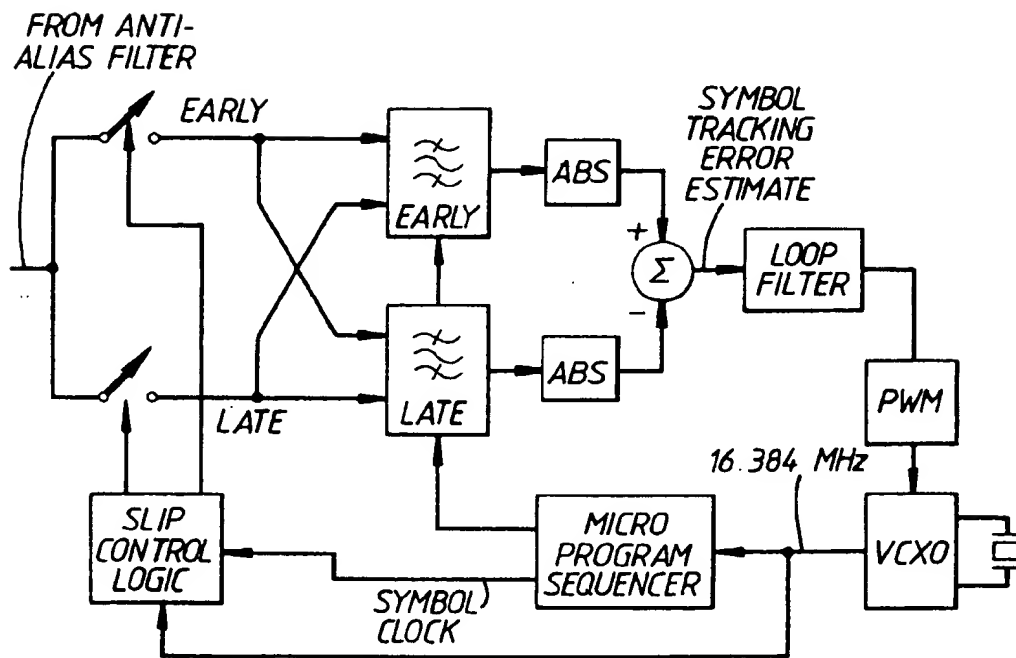 FROM ANTI-
ALIAS FILTER
EARLY
LATE
EARLY
LATE
ABS
ABS
+
Σ
-
SYMBOL
TRACKING
ERROR
ESTIMATE
LOOP
FILTER
PWM
16.384 MHz
VCXO
MICRO
PROGRAM
SEQUENCER
SLIP
CONTROL
LOGIC
SYMBOL
CLOCK